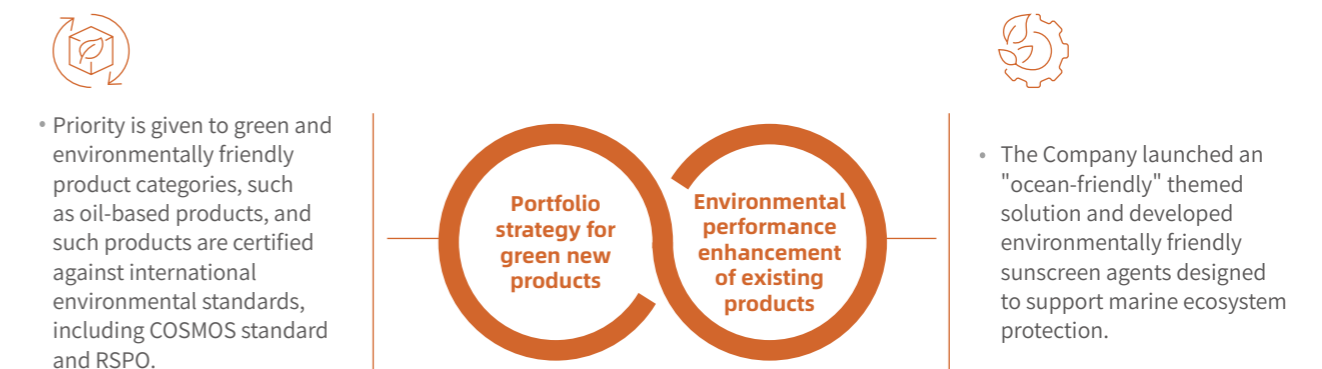 • Priority is given to green and
environmentally friendly
product categories, such
as oil-based products, and
such products are certified
against international
environmental standards,
including COSMOS standard
and RSPO.
Portfolio
strategy for
green new
products
Environmental
performance
enhancement
of existing
products
• The Company launched an
"ocean-friendly" themed
solution and developed
environmentally friendly
sunscreen agents designed
to support marine ecosystem
protection.